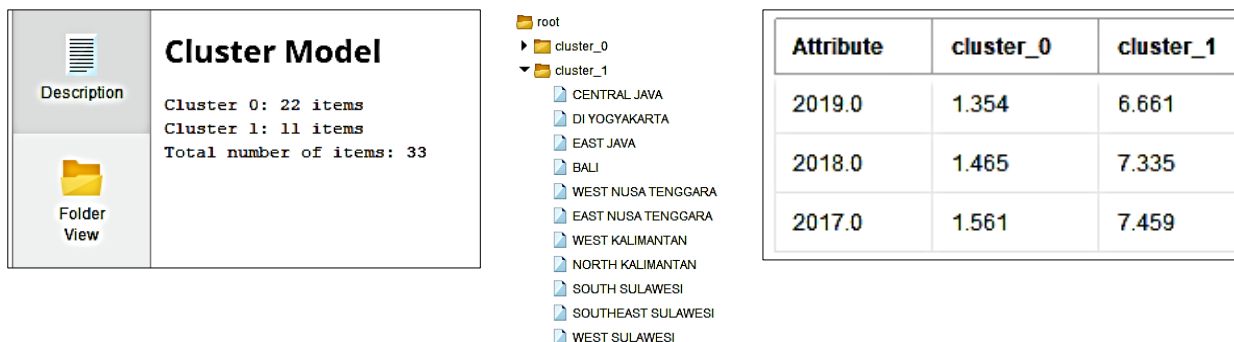 Description
Folder
View
Cluster Model
Cluster 0: 22 items
Cluster 1: 11 items
Total number of items: 33
root
cluster_0
cluster_1
CENTRAL JAVA
DI YOGYAKARTA
EAST JAVA
BALI
WEST NUSA TENGGARA
EAST NUSA TENGGARA
WEST KALIMANTAN
NORTH KALIMANTAN
SOUTH SULAWESI
SOUTHEAST SULAWESI
WEST SULAWESI
Attribute cluster_0 cluster_1
2019.0 1.354 6.661
2018.0 1.465 7.335
2017.0 1.561 7.459